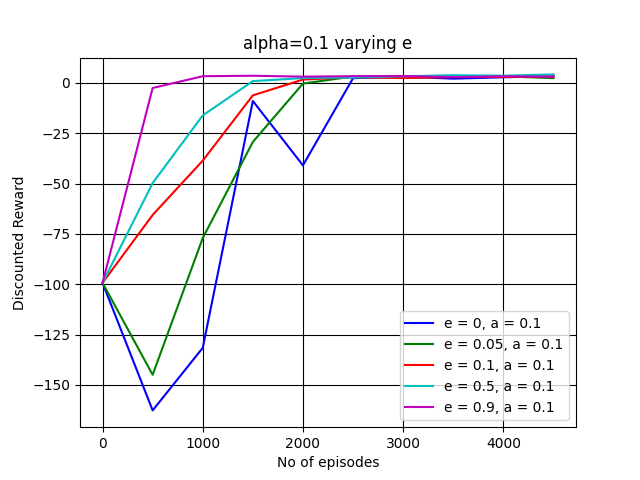 alpha=0.1 varying e
Discounted Reward
0
−25
−50
−75
−100
−125
−150
e = 0, a = 0.1
e = 0.05, a = 0.1
e = 0.1, a = 0.1
e = 0.5, a = 0.1
e = 0.9, a = 0.1
0 1000 2000 3000 4000
No of episodes